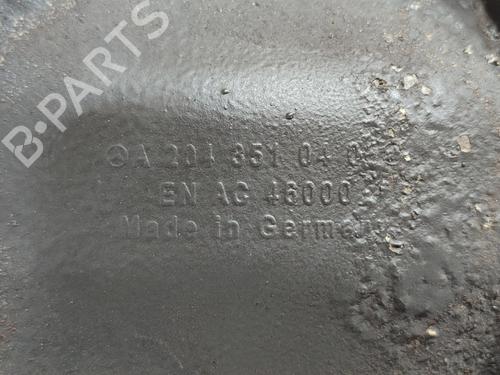 B-PARTS
A 204 351 04 0
EN AC 46000
Made in Germany